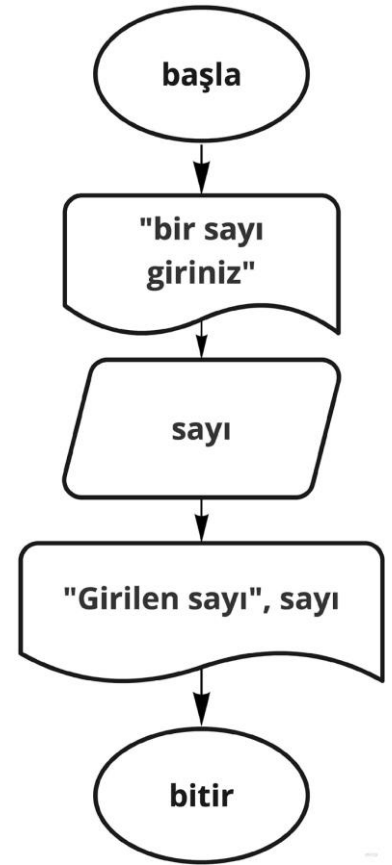 başla
"bir sayı
giriniz"
sayı
"Girilen sayı", sayı
bitir